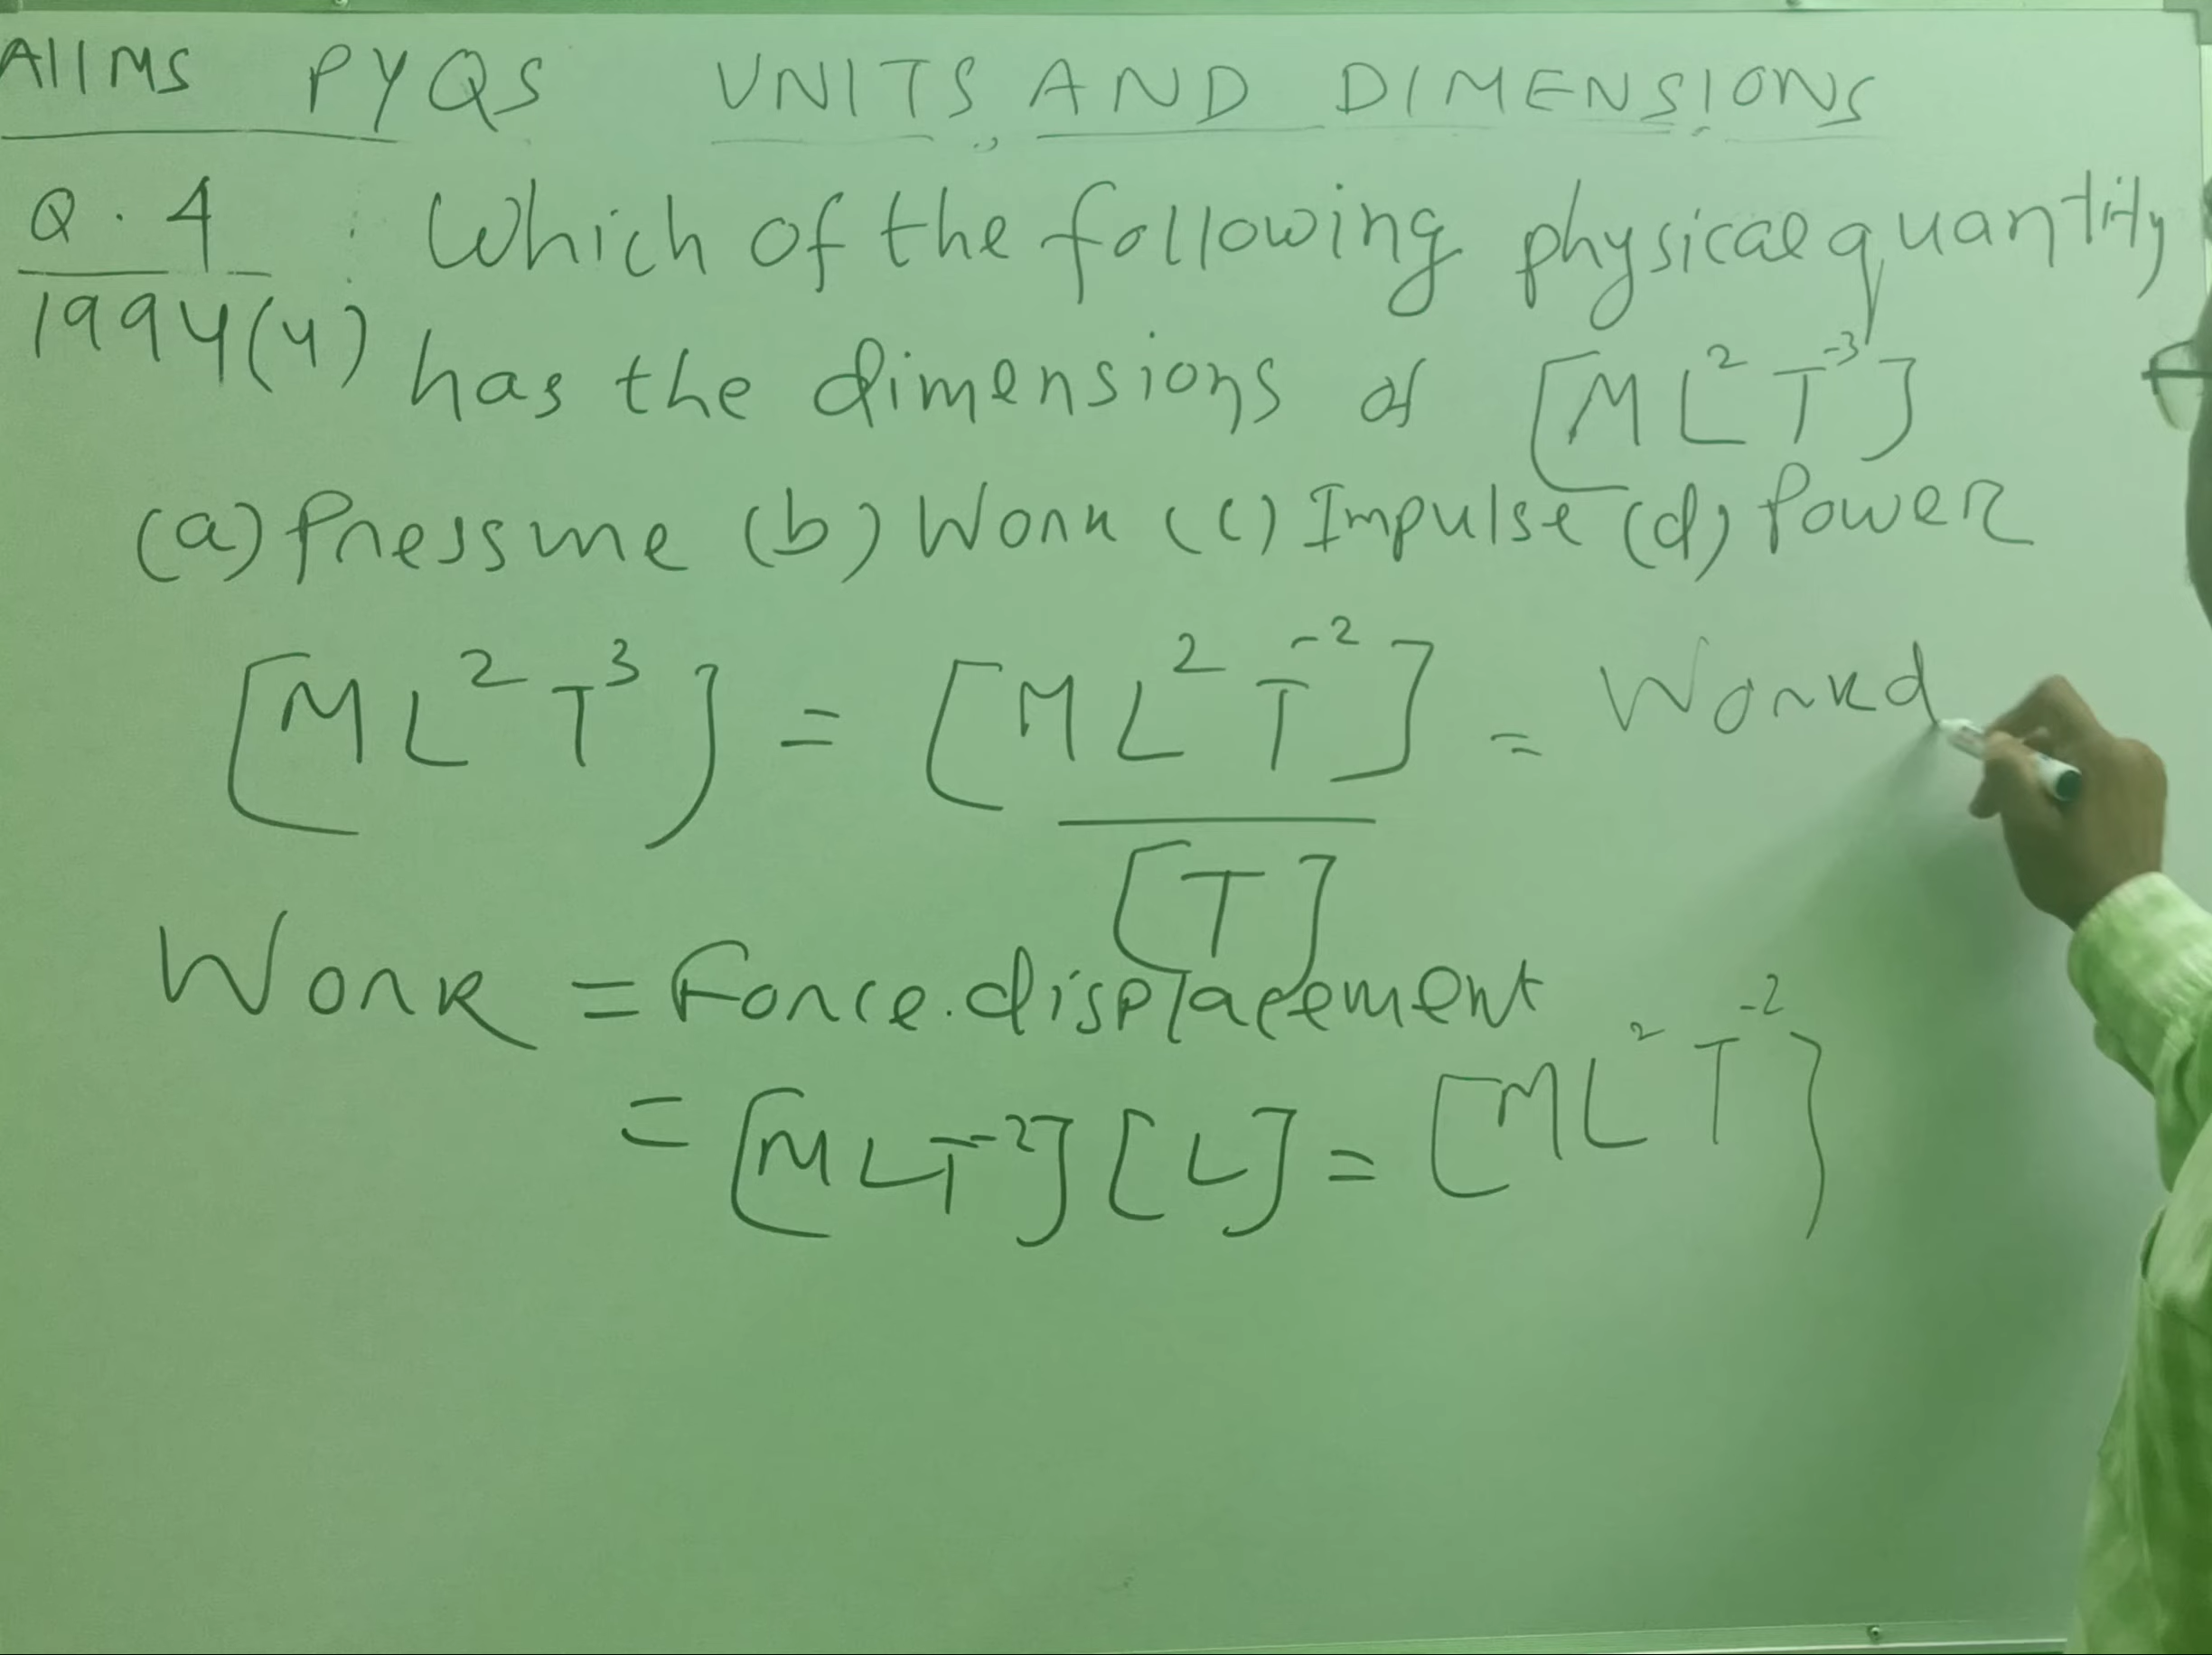 AIIMS PYQS UNITS AND DIMENSIONS
Q.4 : Which of the following physical quantity
1994(4) has the dimensions of [ML²T⁻³]
(a) Pressure (b) Work (c) Impulse (d) Power
[ML²T³] = [ML²T⁻²] = Work d
[T]
Work = Force.displacement
= [MLT⁻²] [L] = [ML²T⁻²]